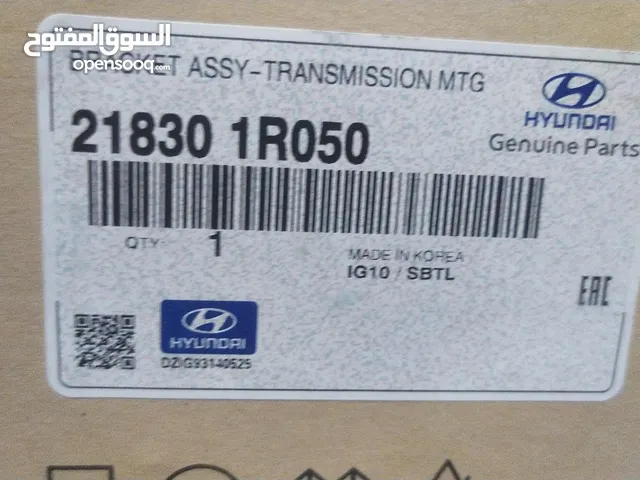 السوق المفتوح
opensooq.com
BRACKET ASSY-TRANSMISSION MTG
21830 1R050
HYUNDAI
Genuine Parts
QTY. 1
MADE IN KOREA
IG10 / SBTL
EAC
HYUNDAI
DZIG93140525